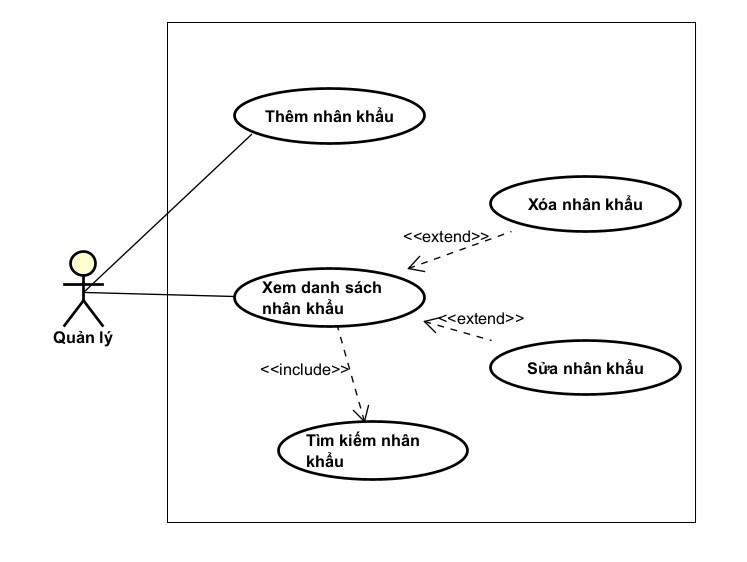 Thêm nhân khẩu
Xóa nhân khẩu
<<extend>>
Xem danh sách
nhân khẩu
<<extend>>
Quản lý
Sửa nhân khẩu
<<include>>
Tìm kiếm nhân
khẩu